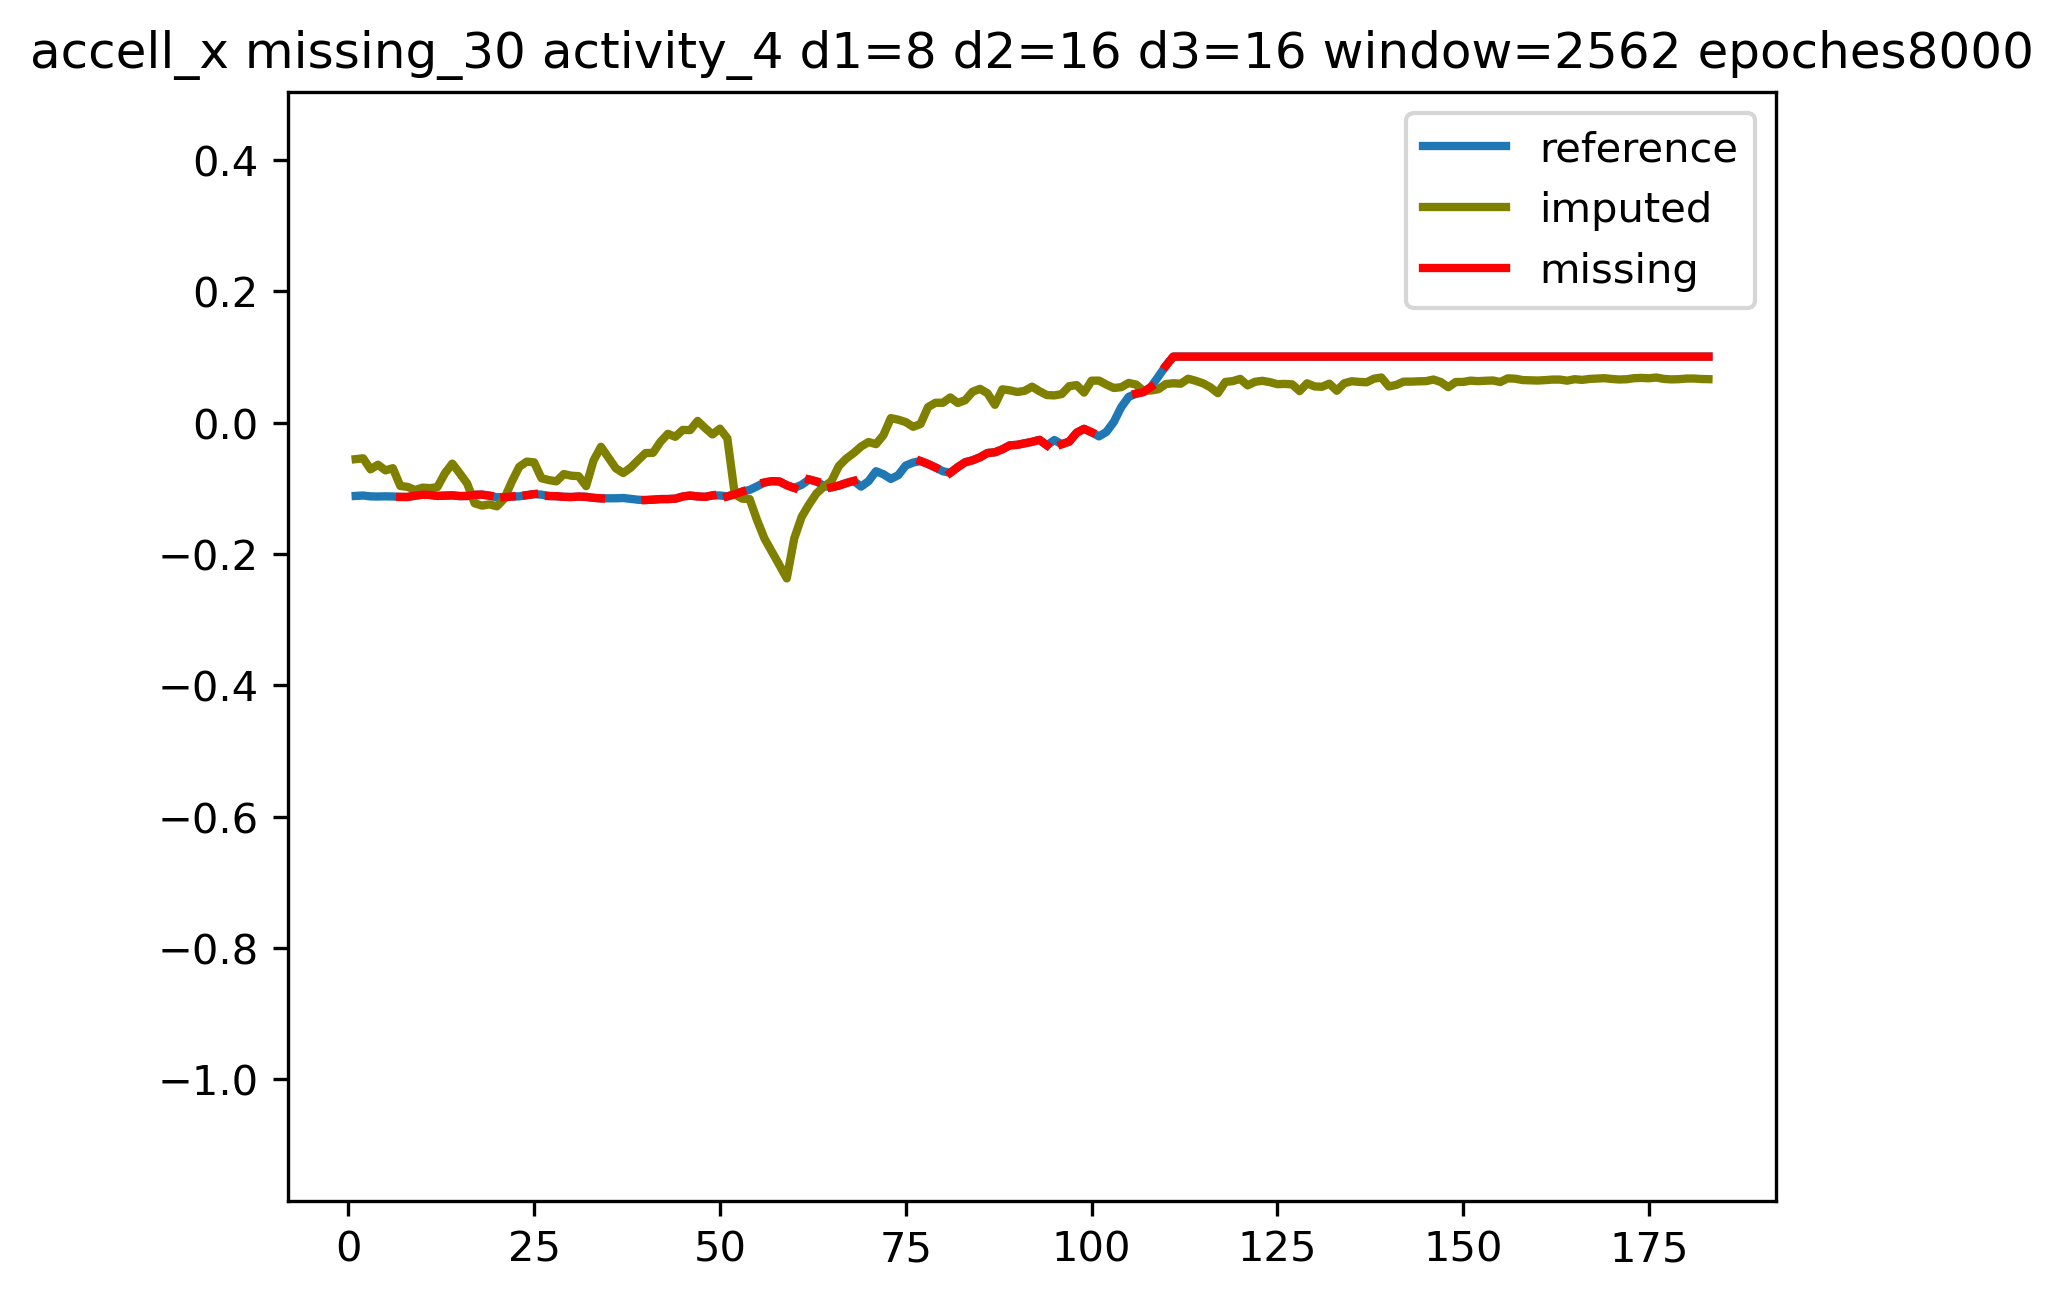 accell_x missing_30 activity_4 d1=8 d2=16 d3=16 window=2562 epoches8000
reference
imputed
missing
0.4
0.2
0.0
−0.2
−0.4
−0.6
−0.8
−1.0
0 25 50 75 100 125 150 175